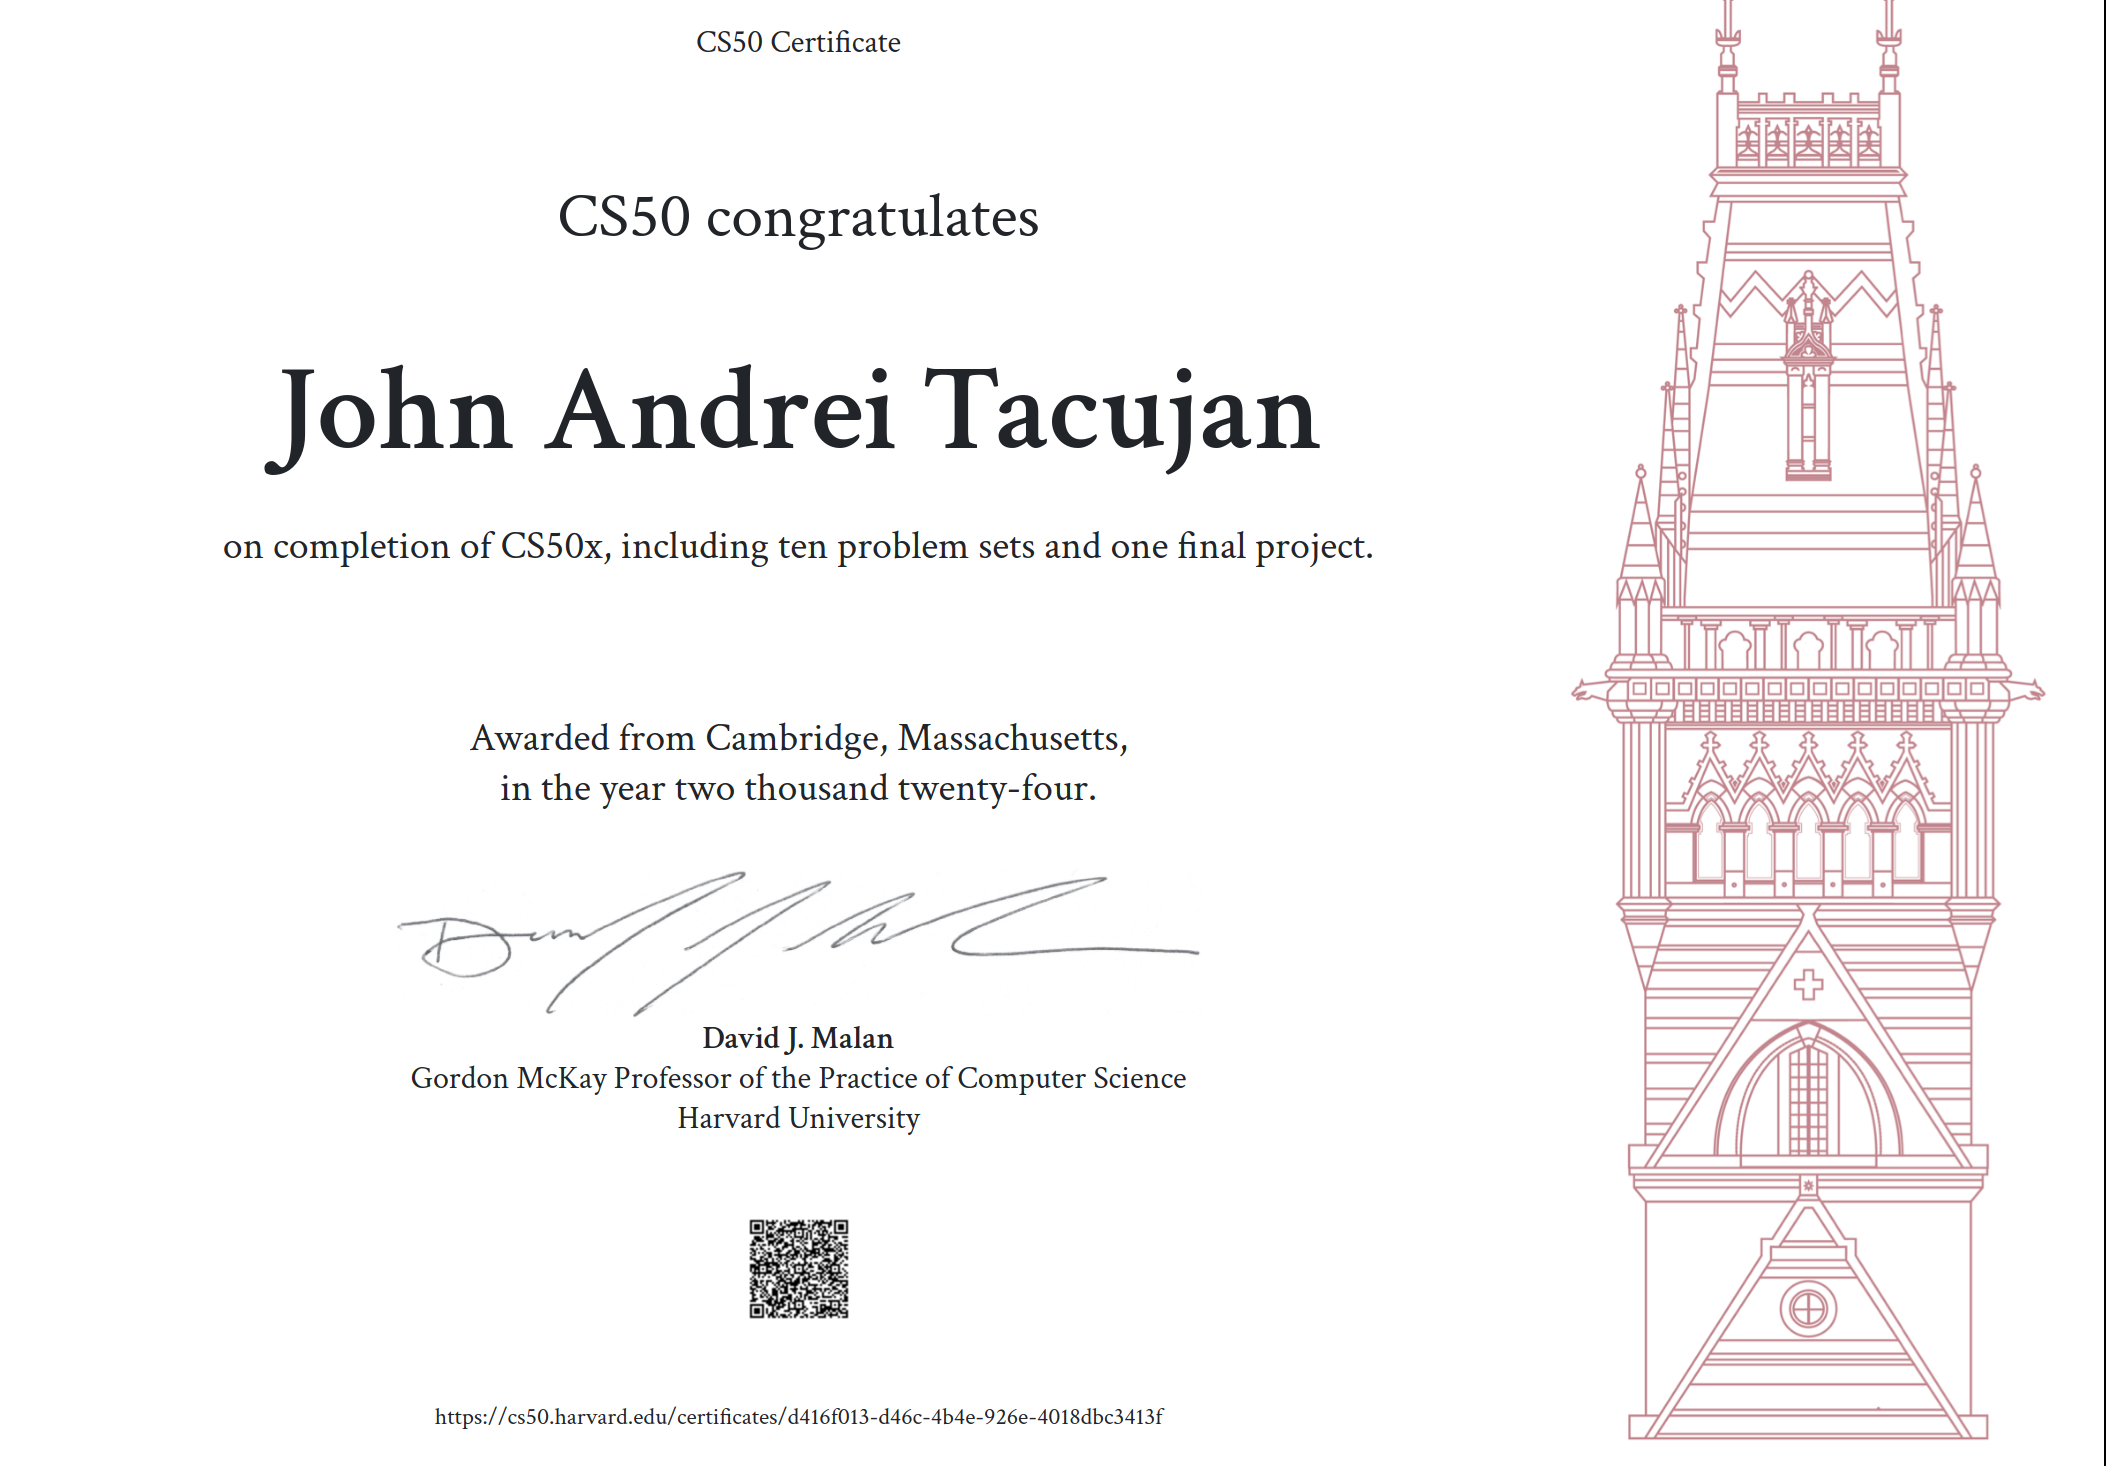 CS50 Certificate
CS50 congratulates
John Andrei Tacujan
on completion of CS50x, including ten problem sets and one final project.
Awarded from Cambridge, Massachusetts,
in the year two thousand twenty-four.
David J. Malan
Gordon McKay Professor of the Practice of Computer Science
Harvard University
https://cs50.harvard.edu/certificates/d416f013-d46c-4b4e-926e-4018dbc3413f